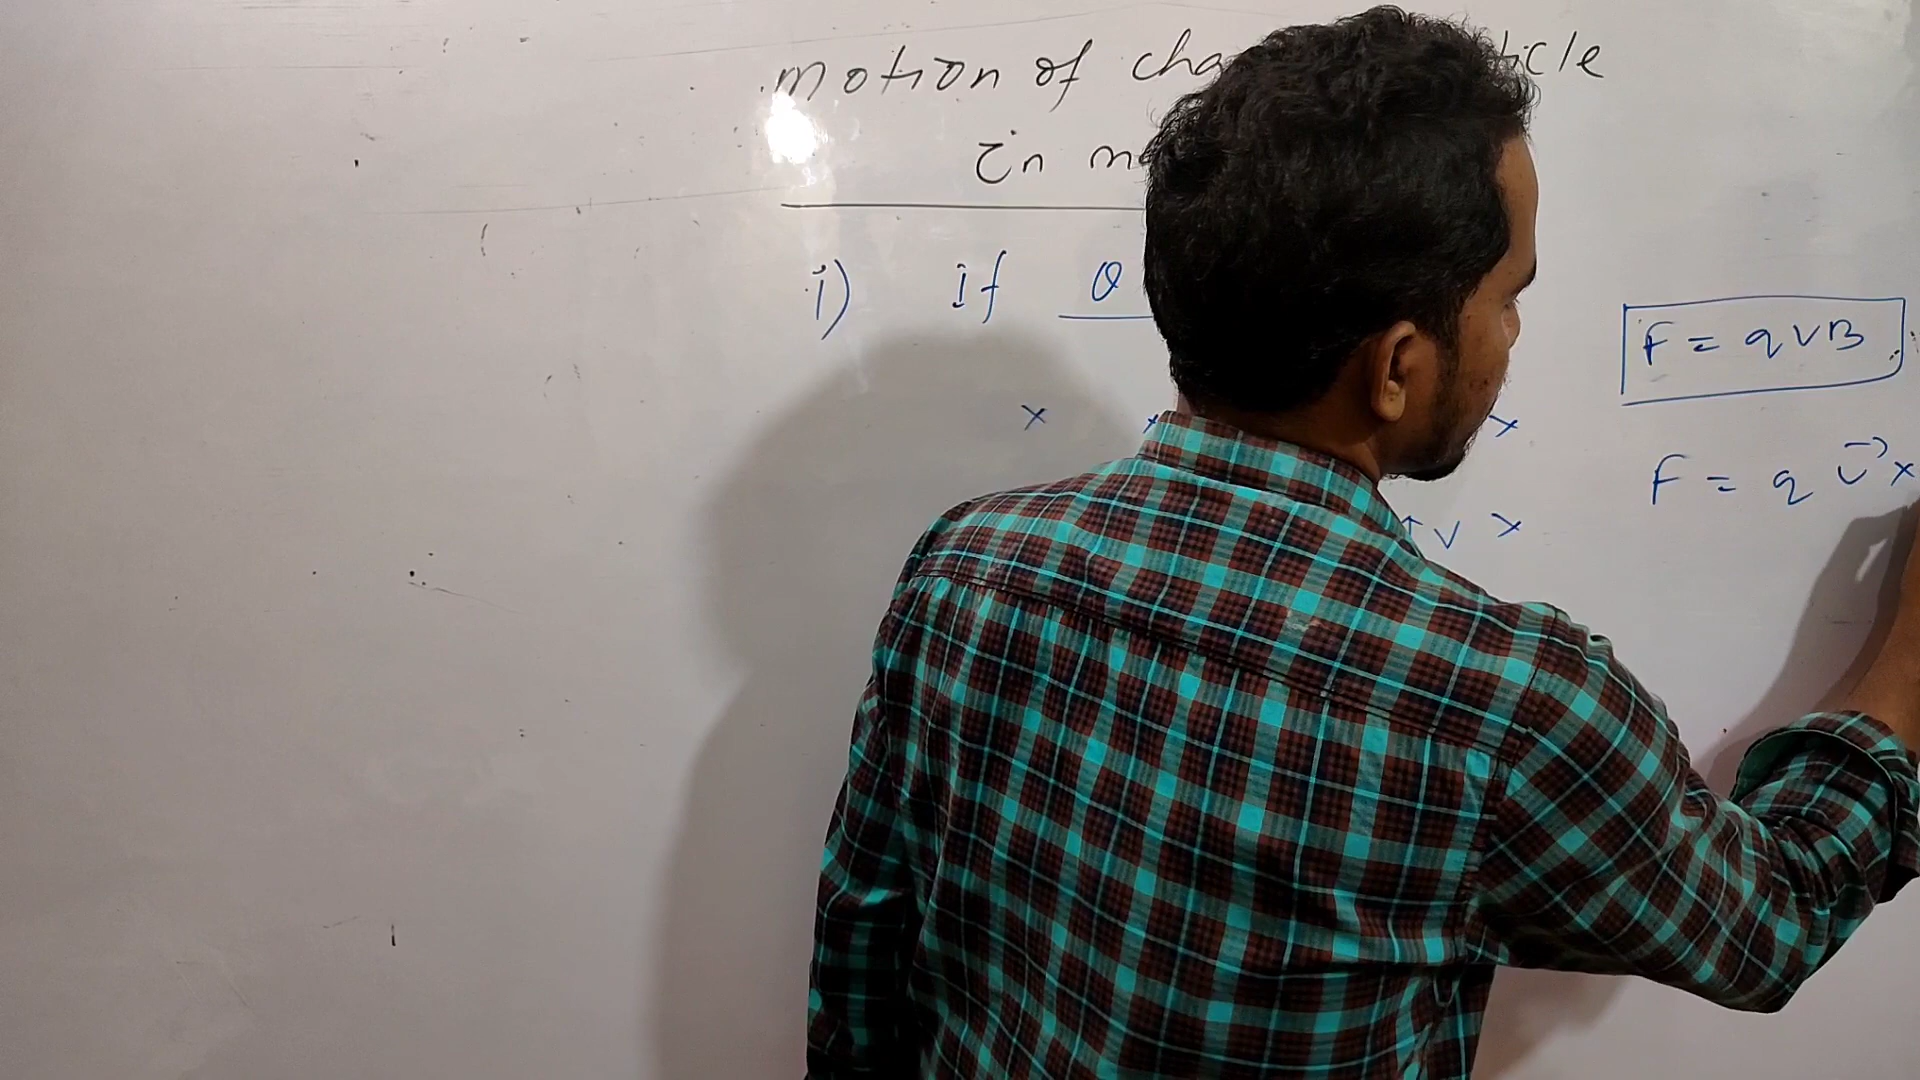 motion of cha ticle
in m
i) if θ
F = qVB
x x x
F = q v⃗ x
V x